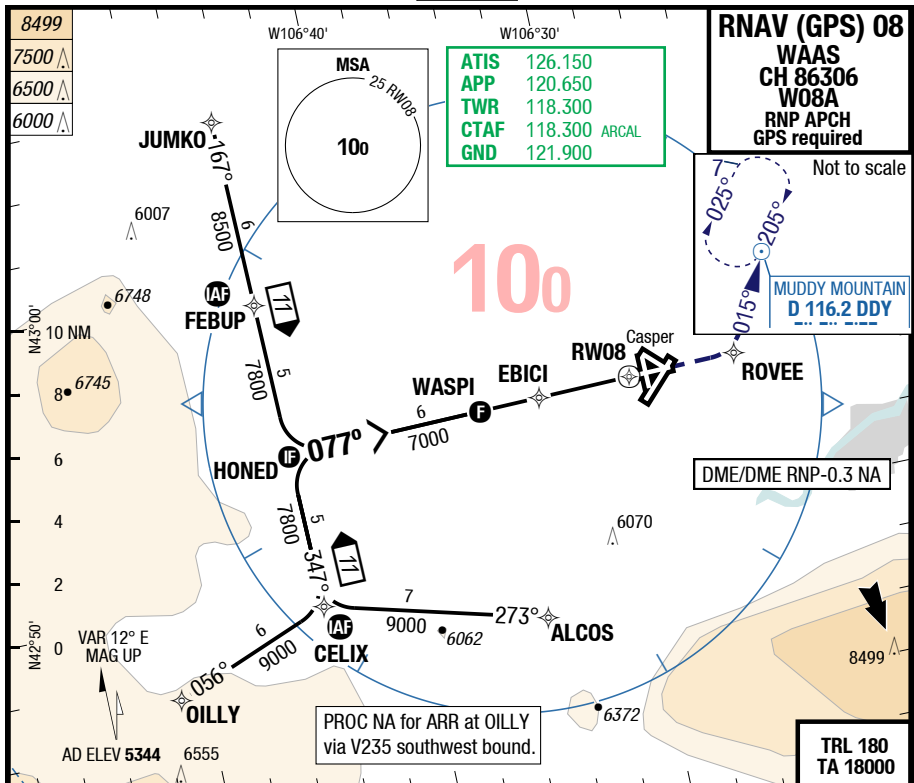 8499
7500
6500
6000
W106°40'
W106°30'
RNAV (GPS) 08
WAAS
CH 86306
W08A
RNP APCH
GPS required
MSA
25 RW08
100
ATIS 126.150
APP 120.650
TWR 118.300
CTAF 118.300 ARCAL
GND 121.900
Not to scale
7
025°
205°
MUDDY MOUNTAIN
D 116.2 DDY
015°
JUMKO
167°
6
8500
6007
100
IAF
FEBUP
11
6748
N43°00'
10 NM
5
7800
Casper
RW08
ROVEE
EBICI
WASPI
F
6745
8
6
7000
077°
IF
HONED
6
DME/DME RNP-0.3 NA
5
7800
4
6070
347°
11
2
7
9000
273°
ALCOS
IAF
CELIX
6062
N42°50'
0
VAR 12° E
MAG UP
6
9000
056°
OILLY
8499
6372
PROC NA for ARR at OILLY
via V235 southwest bound.
AD ELEV 5344
6555
TRL 180
TA 18000